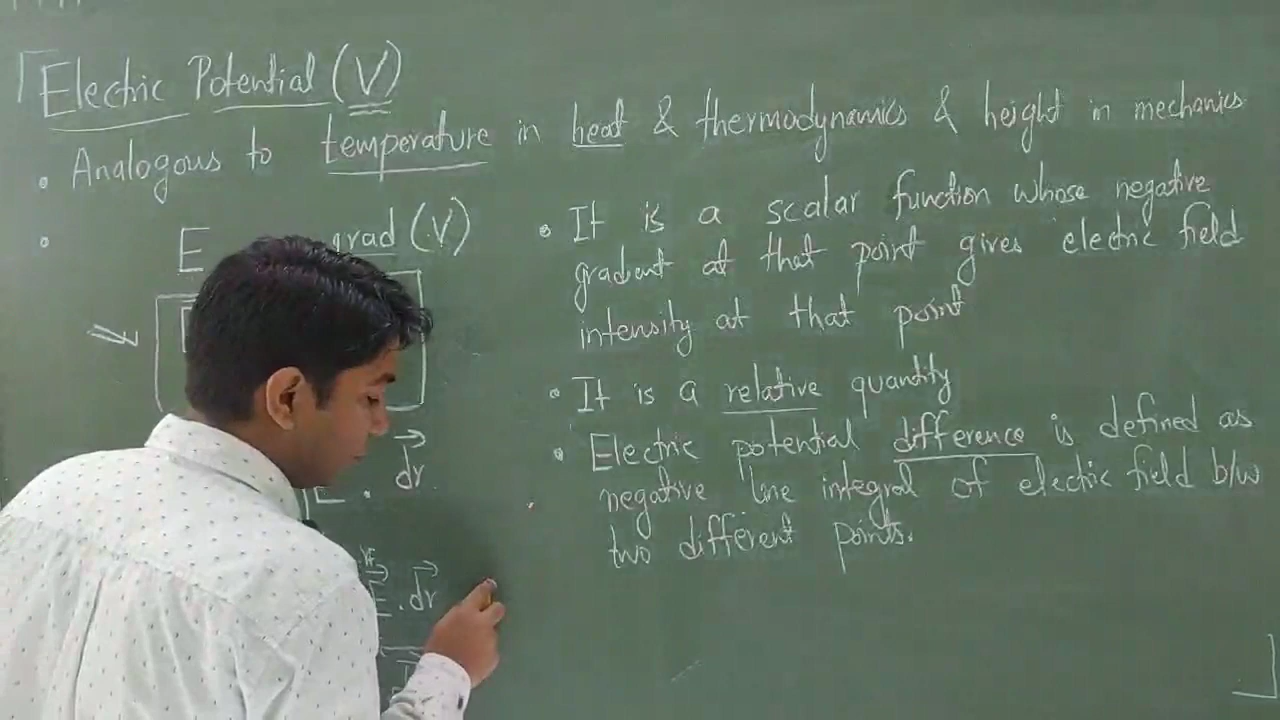 Electric Potential (V)
• Analogous to temperature in heat & thermodynamics & height in mechanics
• E grad (V)
E . dr
E . dr
• It is a scalar function whose negative
gradient at that point gives electric field
intensity at that point
• It is a relative quantity
• Electric potential difference is defined as
negative line integral of electric field b/w
two different points.